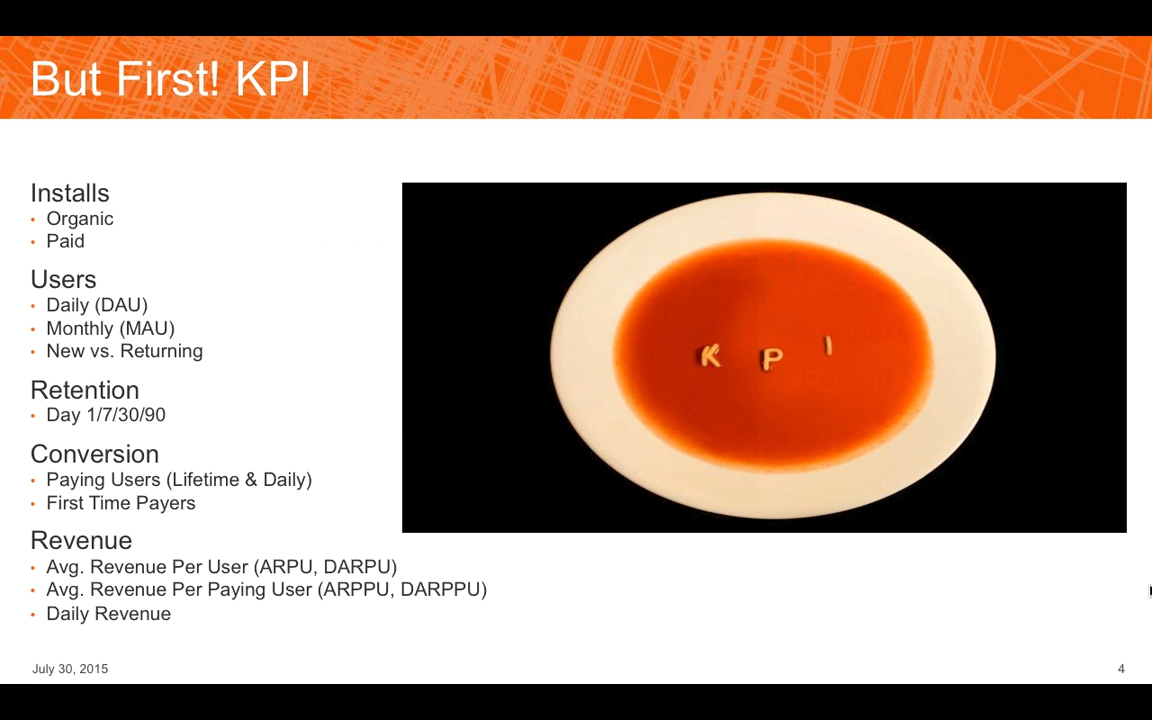 But First! KPI
Installs
• Organic
• Paid
Users
• Daily (DAU)
• Monthly (MAU)
• New vs. Returning
Retention
• Day 1/7/30/90
Conversion
• Paying Users (Lifetime & Daily)
• First Time Payers
Revenue
• Avg. Revenue Per User (ARPU, DARPU)
• Avg. Revenue Per Paying User (ARPPU, DARPPU)
• Daily Revenue
K P I
July 30, 2015
4